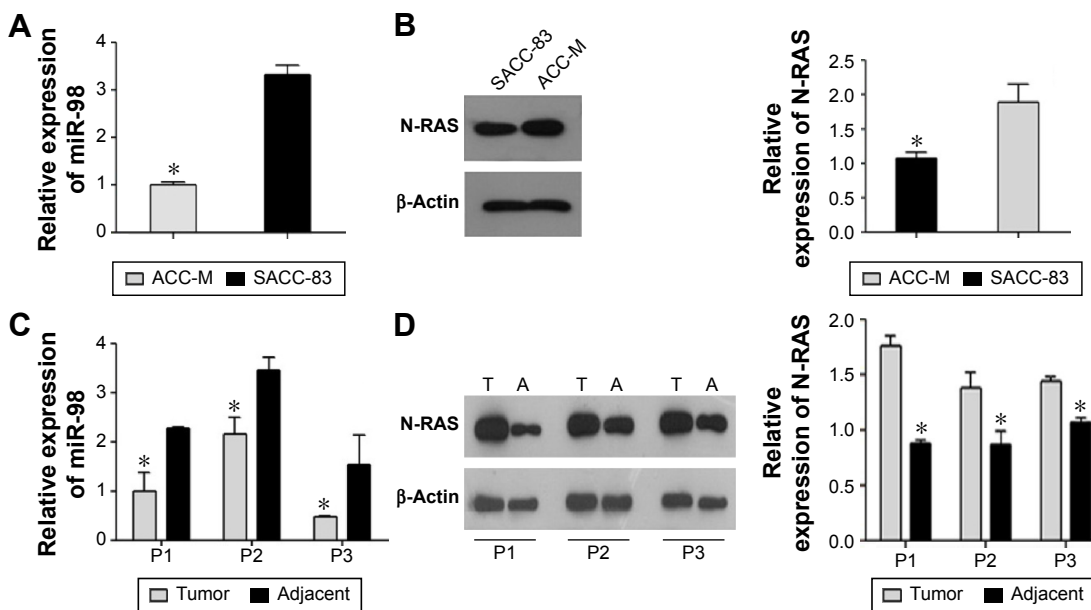 A
Relative expression
of miR-98
4
3
2
1
0
*
ACC-M SACC-83
B
SACC-83
ACC-M
N-RAS
β-Actin
Relative
expression of N-RAS
2.5
2.0
1.5
1.0
0.5
0.0
*
ACC-M SACC-83
C
Relative expression
of miR-98
4
3
2
1
0
* * *
P1 P2 P3
Tumor Adjacent
D
T A T A T A
N-RAS
β-Actin
P1 P2 P3
Relative
expression of N-RAS
2.0
1.5
1.0
0.5
0.0
* * *
P1 P2 P3
Tumor Adjacent